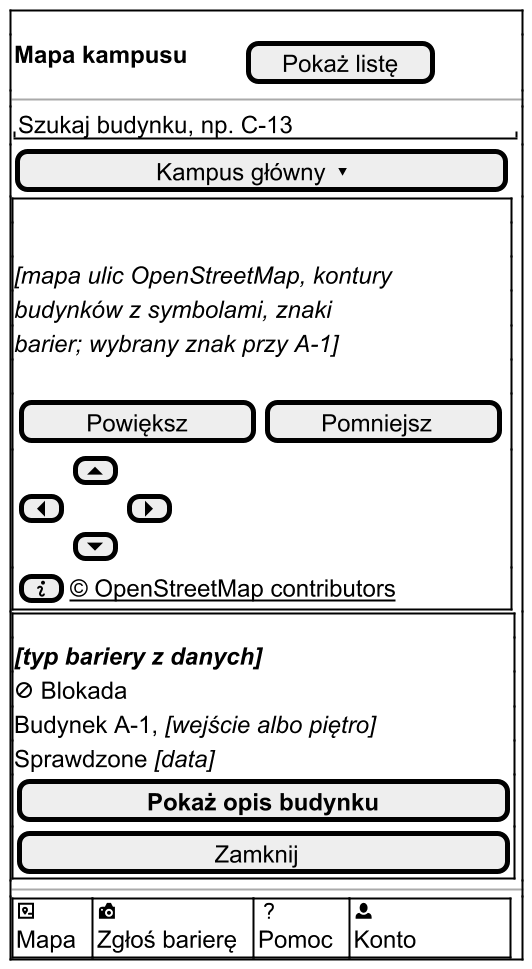 Mapa kampusu
Pokaż listę
Szukaj budynku, np. C-13
Kampus główny ▾
[mapa ulic OpenStreetMap, kontury
budynków z symbolami, znaki
barier; wybrany znak przy A-1]
Powiększ
Pomniejsz
i © OpenStreetMap contributors
[typ bariery z danych]
⊘ Blokada
Budynek A-1, [wejście albo piętro]
Sprawdzone [data]
Pokaż opis budynku
Zamknij
?
Mapa
Zgłoś barierę
Pomoc
Konto